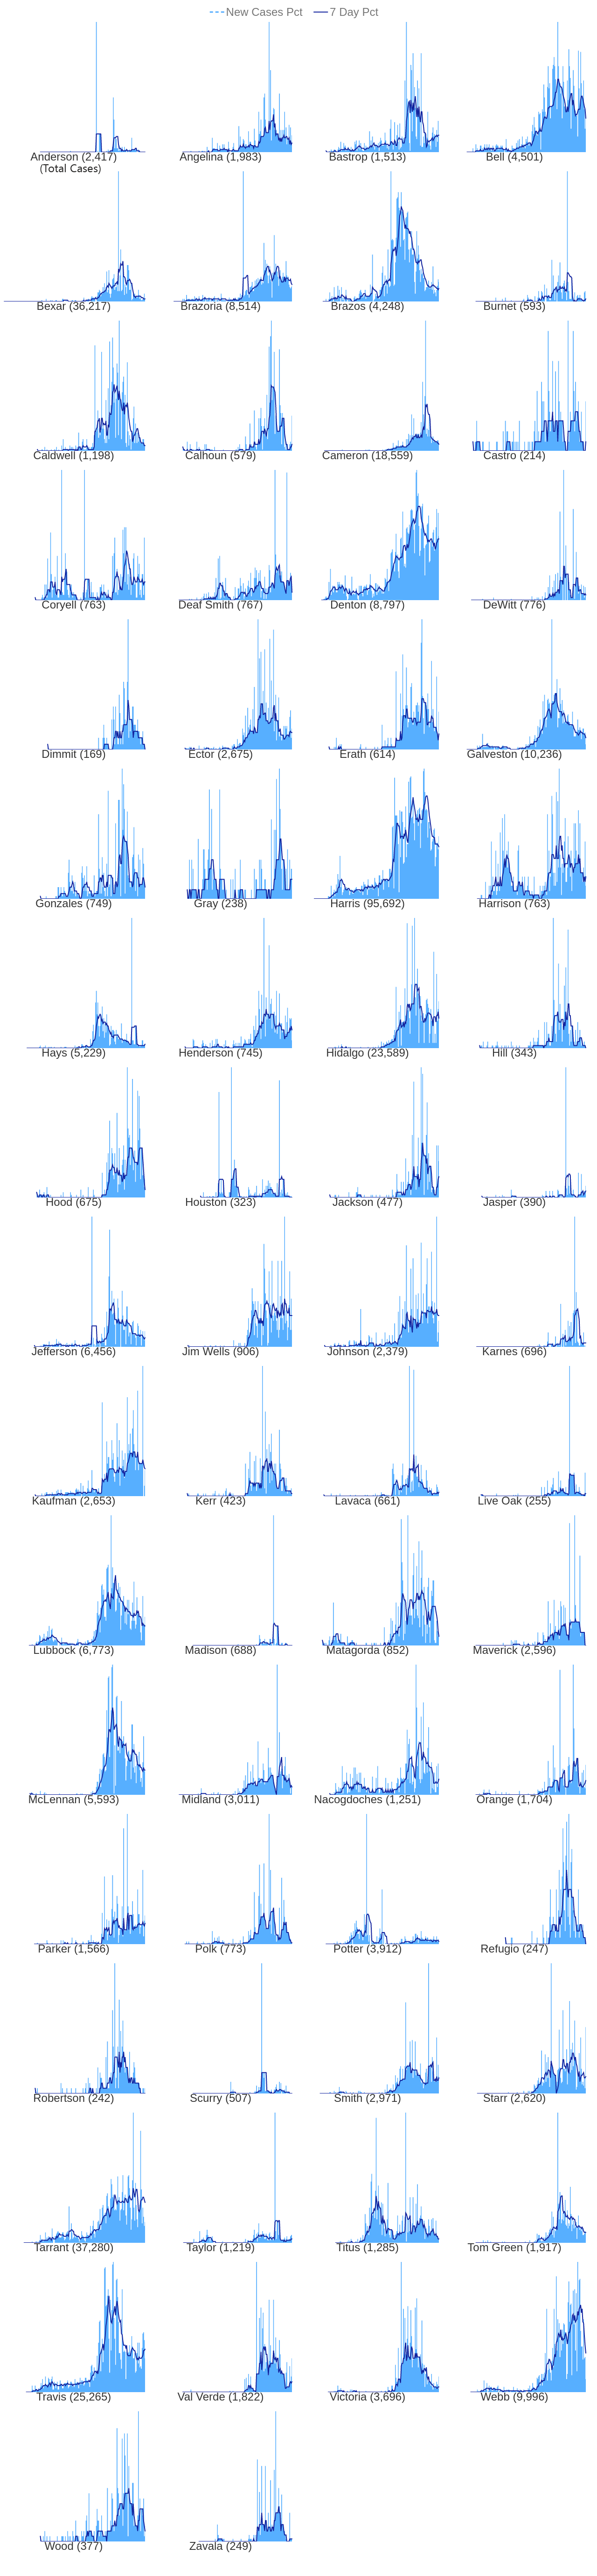 New Cases Pct 7 Day Pct
Anderson (2,417) Angelina (1,983) Bastrop (1,513) Bell (4,501)
(Total Cases)
Bexar (36,217) Brazoria (8,514) Brazos (4,248) Burnet (593)
Caldwell (1,198) Calhoun (579) Cameron (18,559) Castro (214)
Coryell (763) Deaf Smith (767) Denton (8,797) DeWitt (776)
Dimmit (169) Ector (2,675) Erath (614) Galveston (10,236)
Gonzales (749) Gray (238) Harris (95,692) Harrison (763)
Hays (5,229) Henderson (745) Hidalgo (23,589) Hill (343)
Hood (675) Houston (323) Jackson (477) Jasper (390)
Jefferson (6,456) Jim Wells (906) Johnson (2,379) Karnes (696)
Kaufman (2,653) Kerr (423) Lavaca (661) Live Oak (255)
Lubbock (6,773) Madison (688) Matagorda (852) Maverick (2,596)
McLennan (5,593) Midland (3,011) Nacogdoches (1,251) Orange (1,704)
Parker (1,566) Polk (773) Potter (3,912) Refugio (247)
Robertson (242) Scurry (507) Smith (2,971) Starr (2,620)
Tarrant (37,280) Taylor (1,219) Titus (1,285) Tom Green (1,917)
Travis (25,265) Val Verde (1,822) Victoria (3,696) Webb (9,996)
Wood (377) Zavala (249)